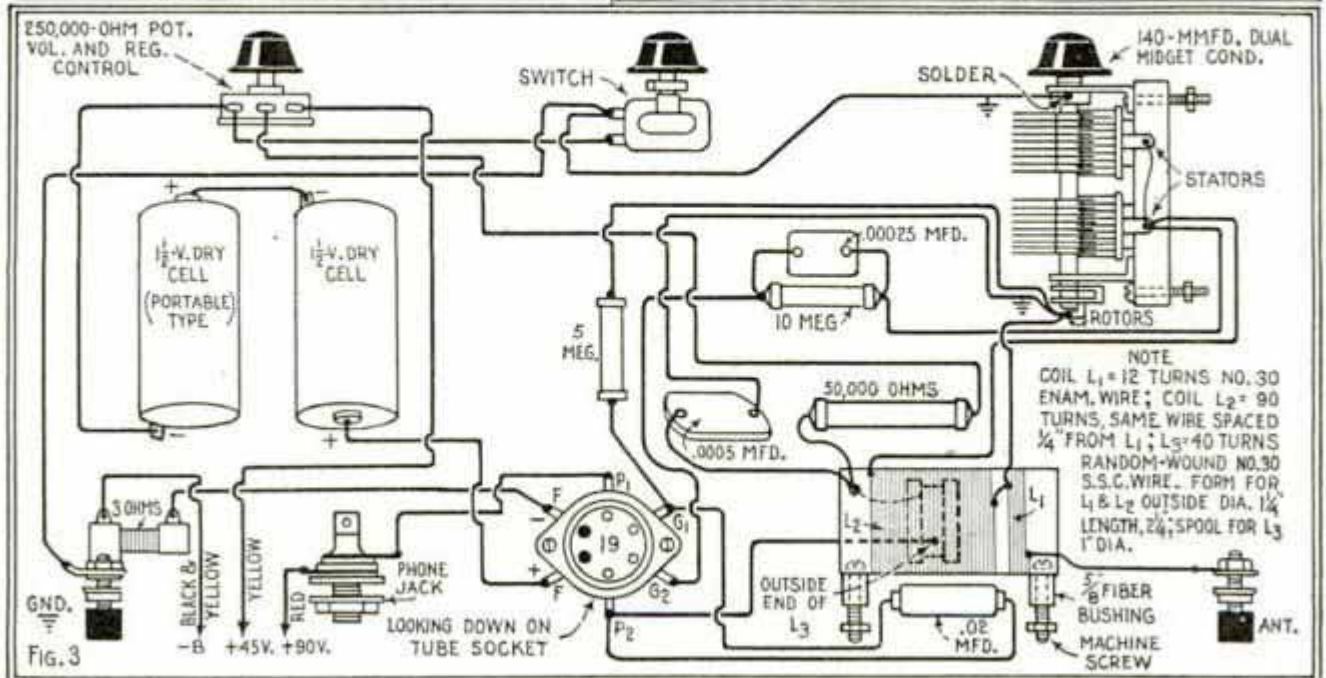 250,000-OHM POT.
VOL. AND REG.
CONTROL
SWITCH
SOLDER
140-MMFD. DUAL
MIDGET COND.
STATORS
+
-
1½-V. DRY
CELL
(PORTABLE)
TYPE
1½-V. DRY
CELL
-
+
.00025 MFD.
10 MEG
ROTORS
5
MEG.
50,000 OHMS
.0005 MFD.
NOTE
COIL L1 = 12 TURNS NO. 30
ENAM. WIRE; COIL L2 = 90
TURNS, SAME WIRE SPACED
¼" FROM L1; L3=40 TURNS
RANDOM-WOUND NO. 30
S.S.C. WIRE. FORM FOR
L1 & L2 OUTSIDE DIA. 1¼"
LENGTH, 2¼"; SPOOL FOR L3
1" DIA.
3 OHMS
GND.
BLACK &
YELLOW
-B
YELLOW
+45V.
RED
+90V.
PHONE
JACK
F
-
+
F
P1
G1
19
G2
P2
LOOKING DOWN ON
TUBE SOCKET
L2
L1
OUTSIDE
END OF
L3
.02
MFD.
⅝" FIBER
BUSHING
MACHINE
SCREW
ANT.
FIG. 3